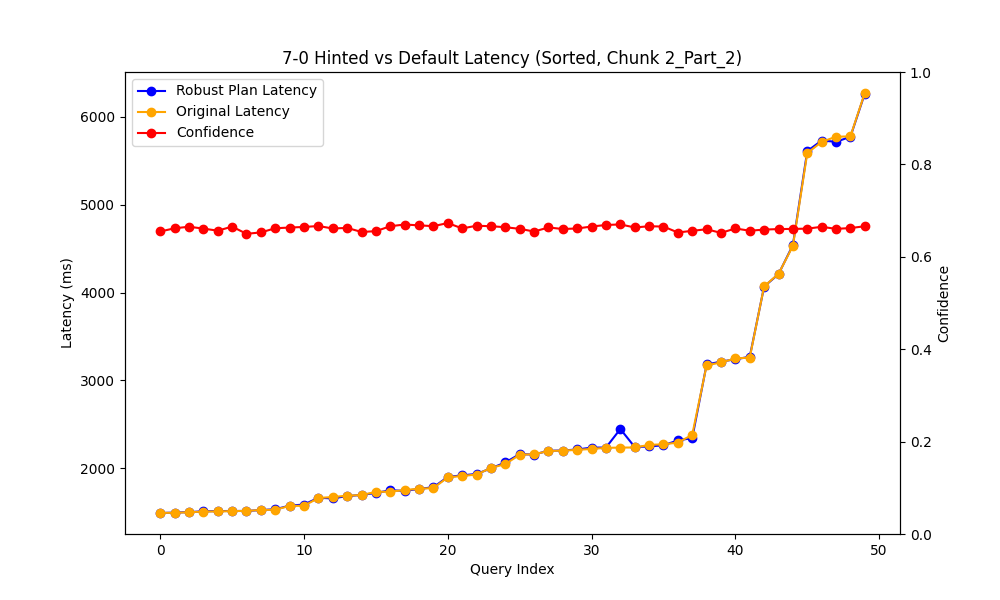 7-0 Hinted vs Default Latency (Sorted, Chunk 2_Part_2)
Robust Plan Latency
Original Latency
Confidence
Latency (ms)
6000
5000
4000
3000
2000
1.0
0.8
0.6
0.4
0.2
0.0
Confidence
0 10 20 30 40 50
Query Index